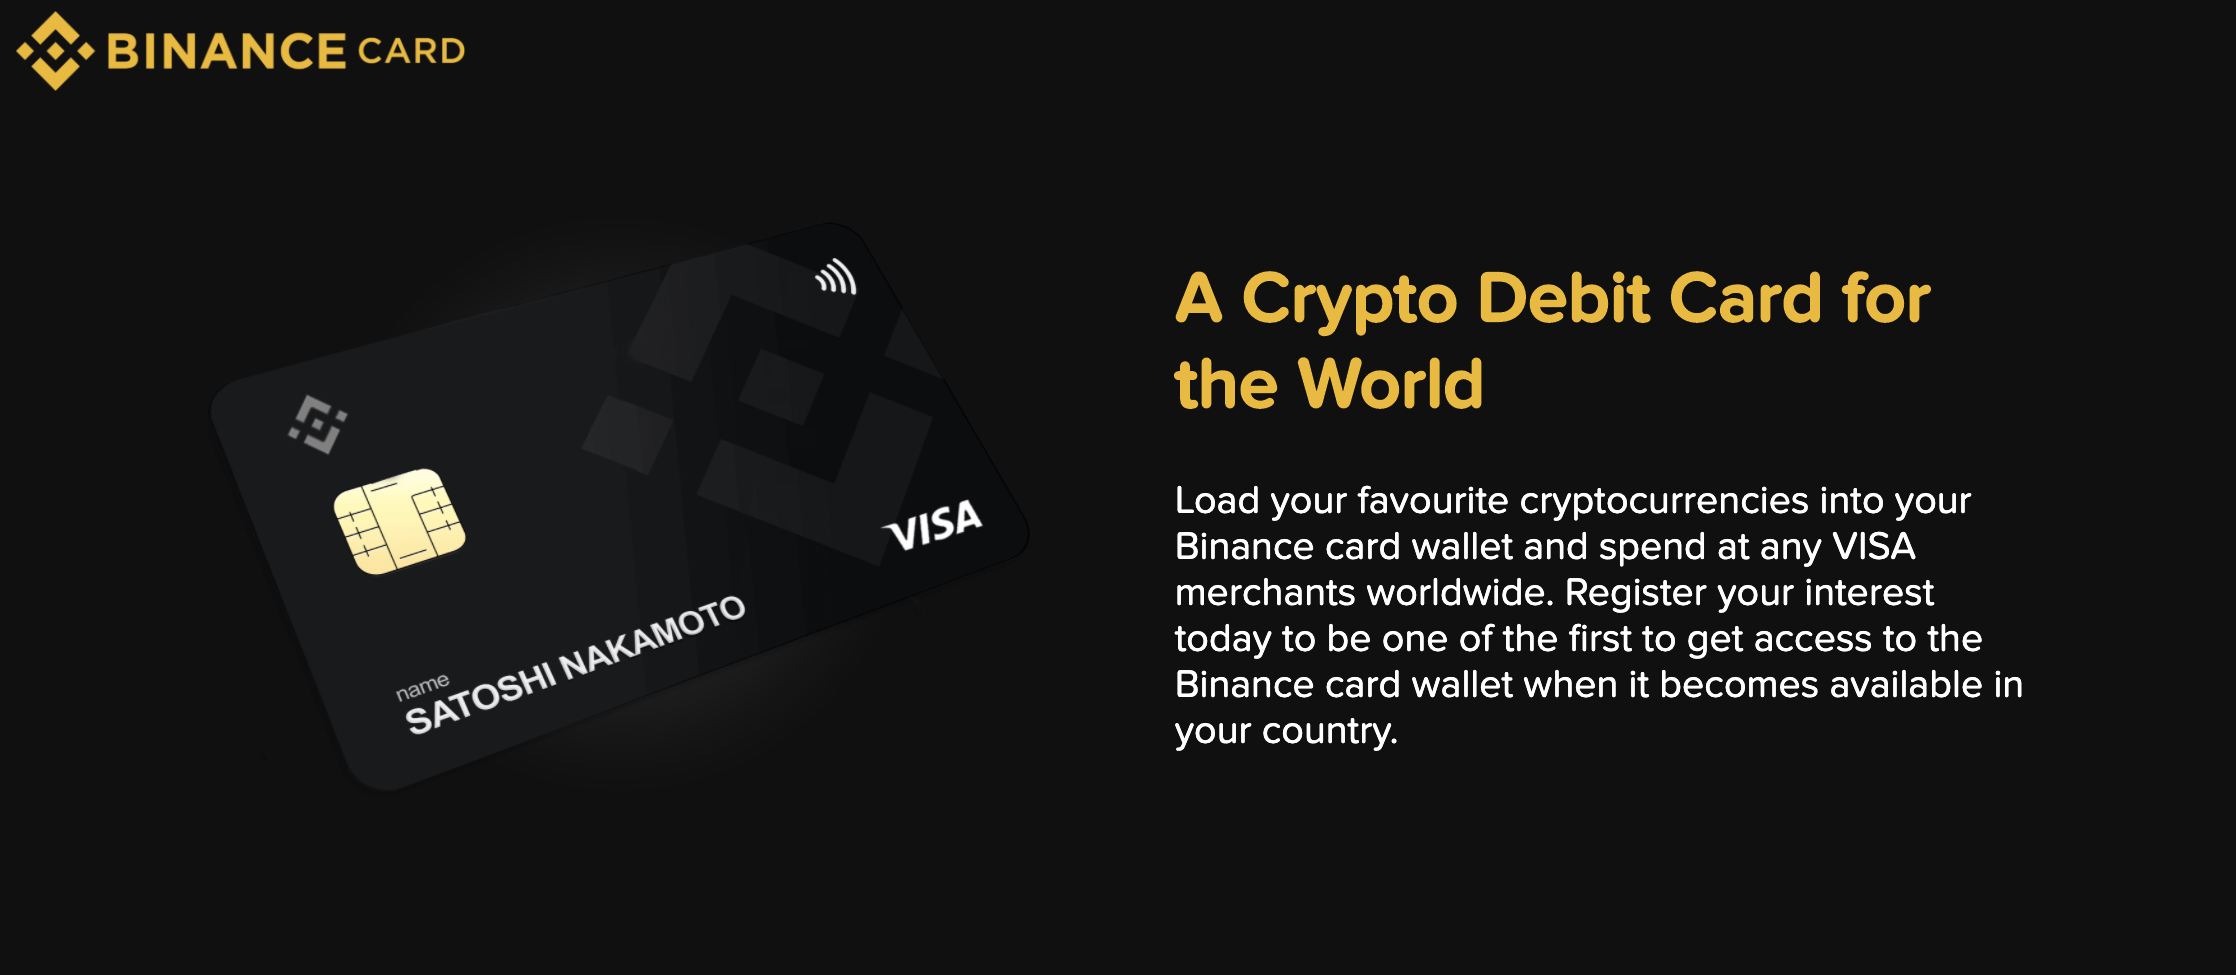 BINANCE CARD
VISA
name
SATOSHI NAKAMOTO
A Crypto Debit Card for
the World
Load your favourite cryptocurrencies into your
Binance card wallet and spend at any VISA
merchants worldwide. Register your interest
today to be one of the first to get access to the
Binance card wallet when it becomes available in
your country.